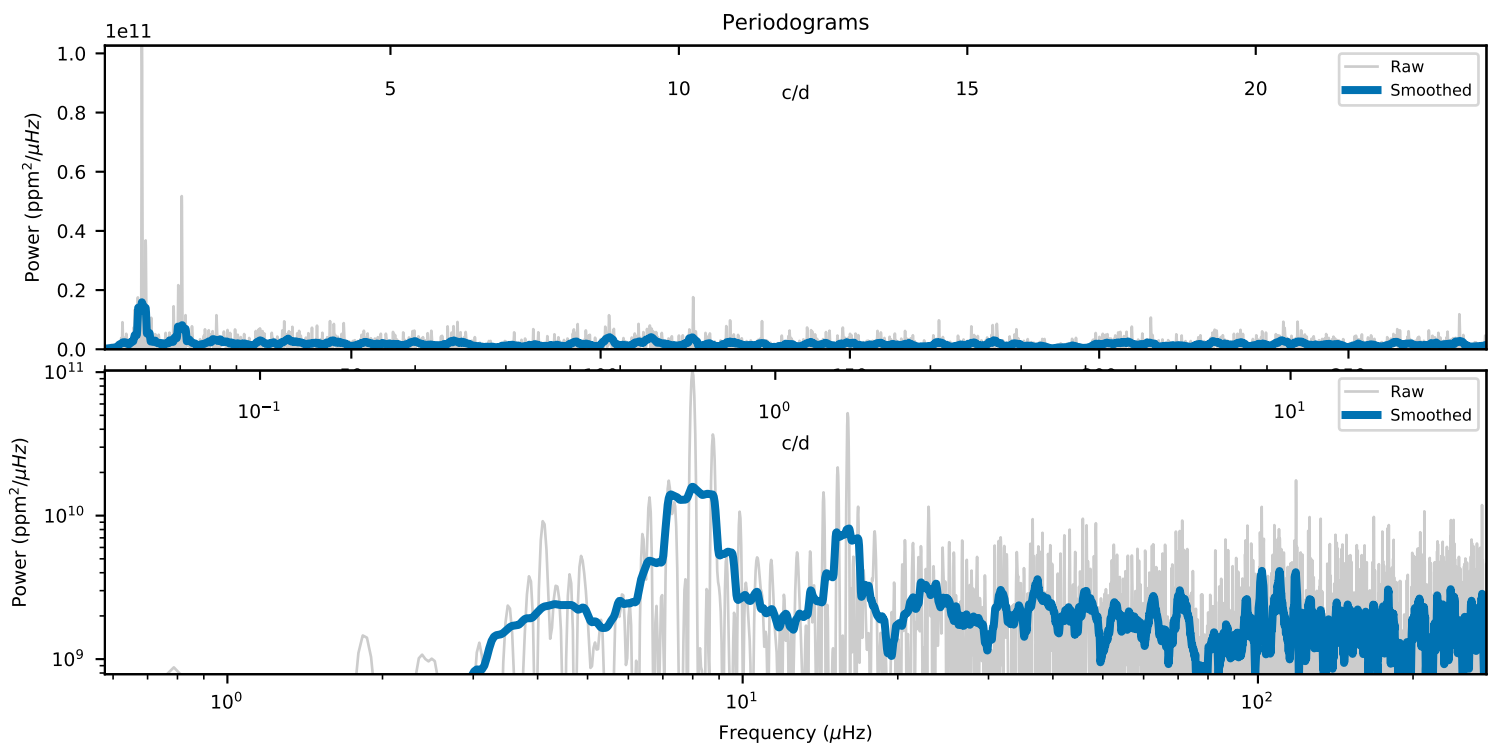 Periodograms
1e11
1.0
0.8
0.6
0.4
0.2
0.0
Power (ppm²/μHz)
5 10 15 20
c/d
Raw
Smoothed
10¹¹
10¹⁰
10⁹
Power (ppm²/μHz)
10⁻¹ 10⁰ 10¹
c/d
Raw
Smoothed
10⁰ 10¹ 10²
Frequency (μHz)